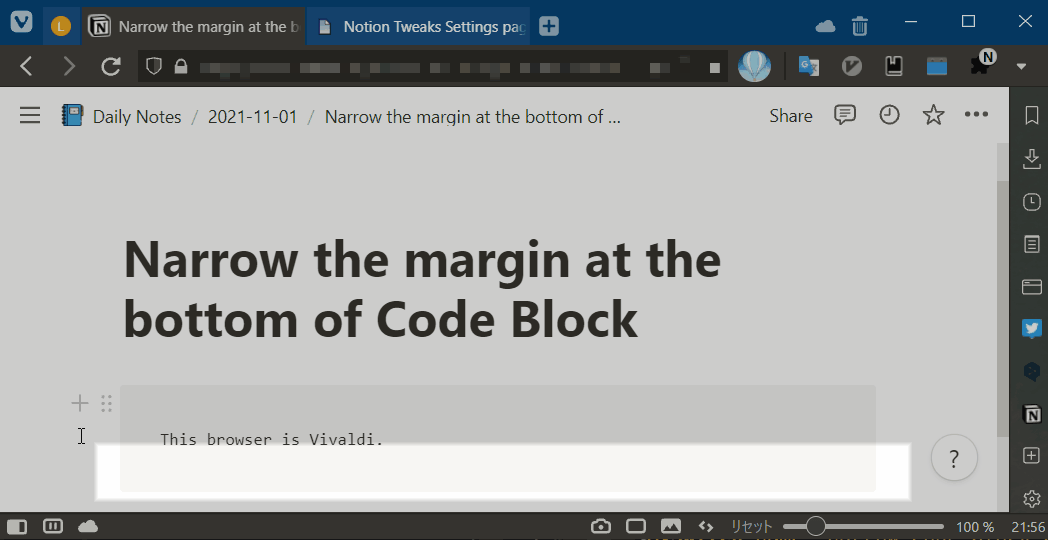 L
Narrow the margin at the b
Notion Tweaks Settings pag
N
Daily Notes / 2021-11-01 / Narrow the margin at the bottom of ...
Share
Narrow the margin at the
bottom of Code Block
This browser is Vivaldi.
?
リセット
100 %
21:56